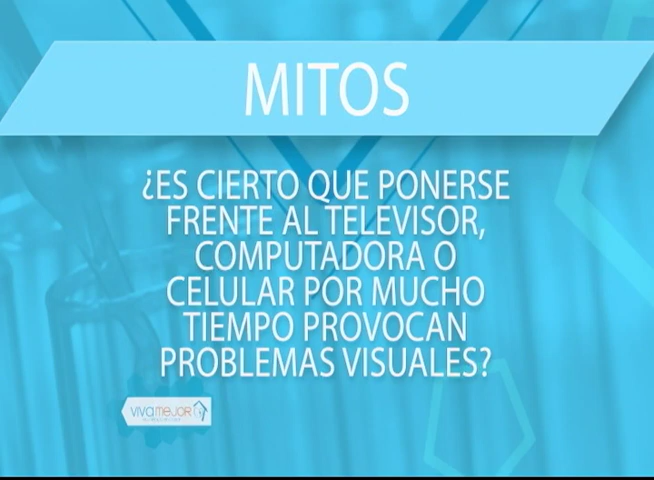 MITOS
¿ES CIERTO QUE PONERSE
FRENTE AL TELEVISOR,
COMPUTADORA O
CELULAR POR MUCHO
TIEMPO PROVOCAN
PROBLEMAS VISUALES?
VIVAMEJOR